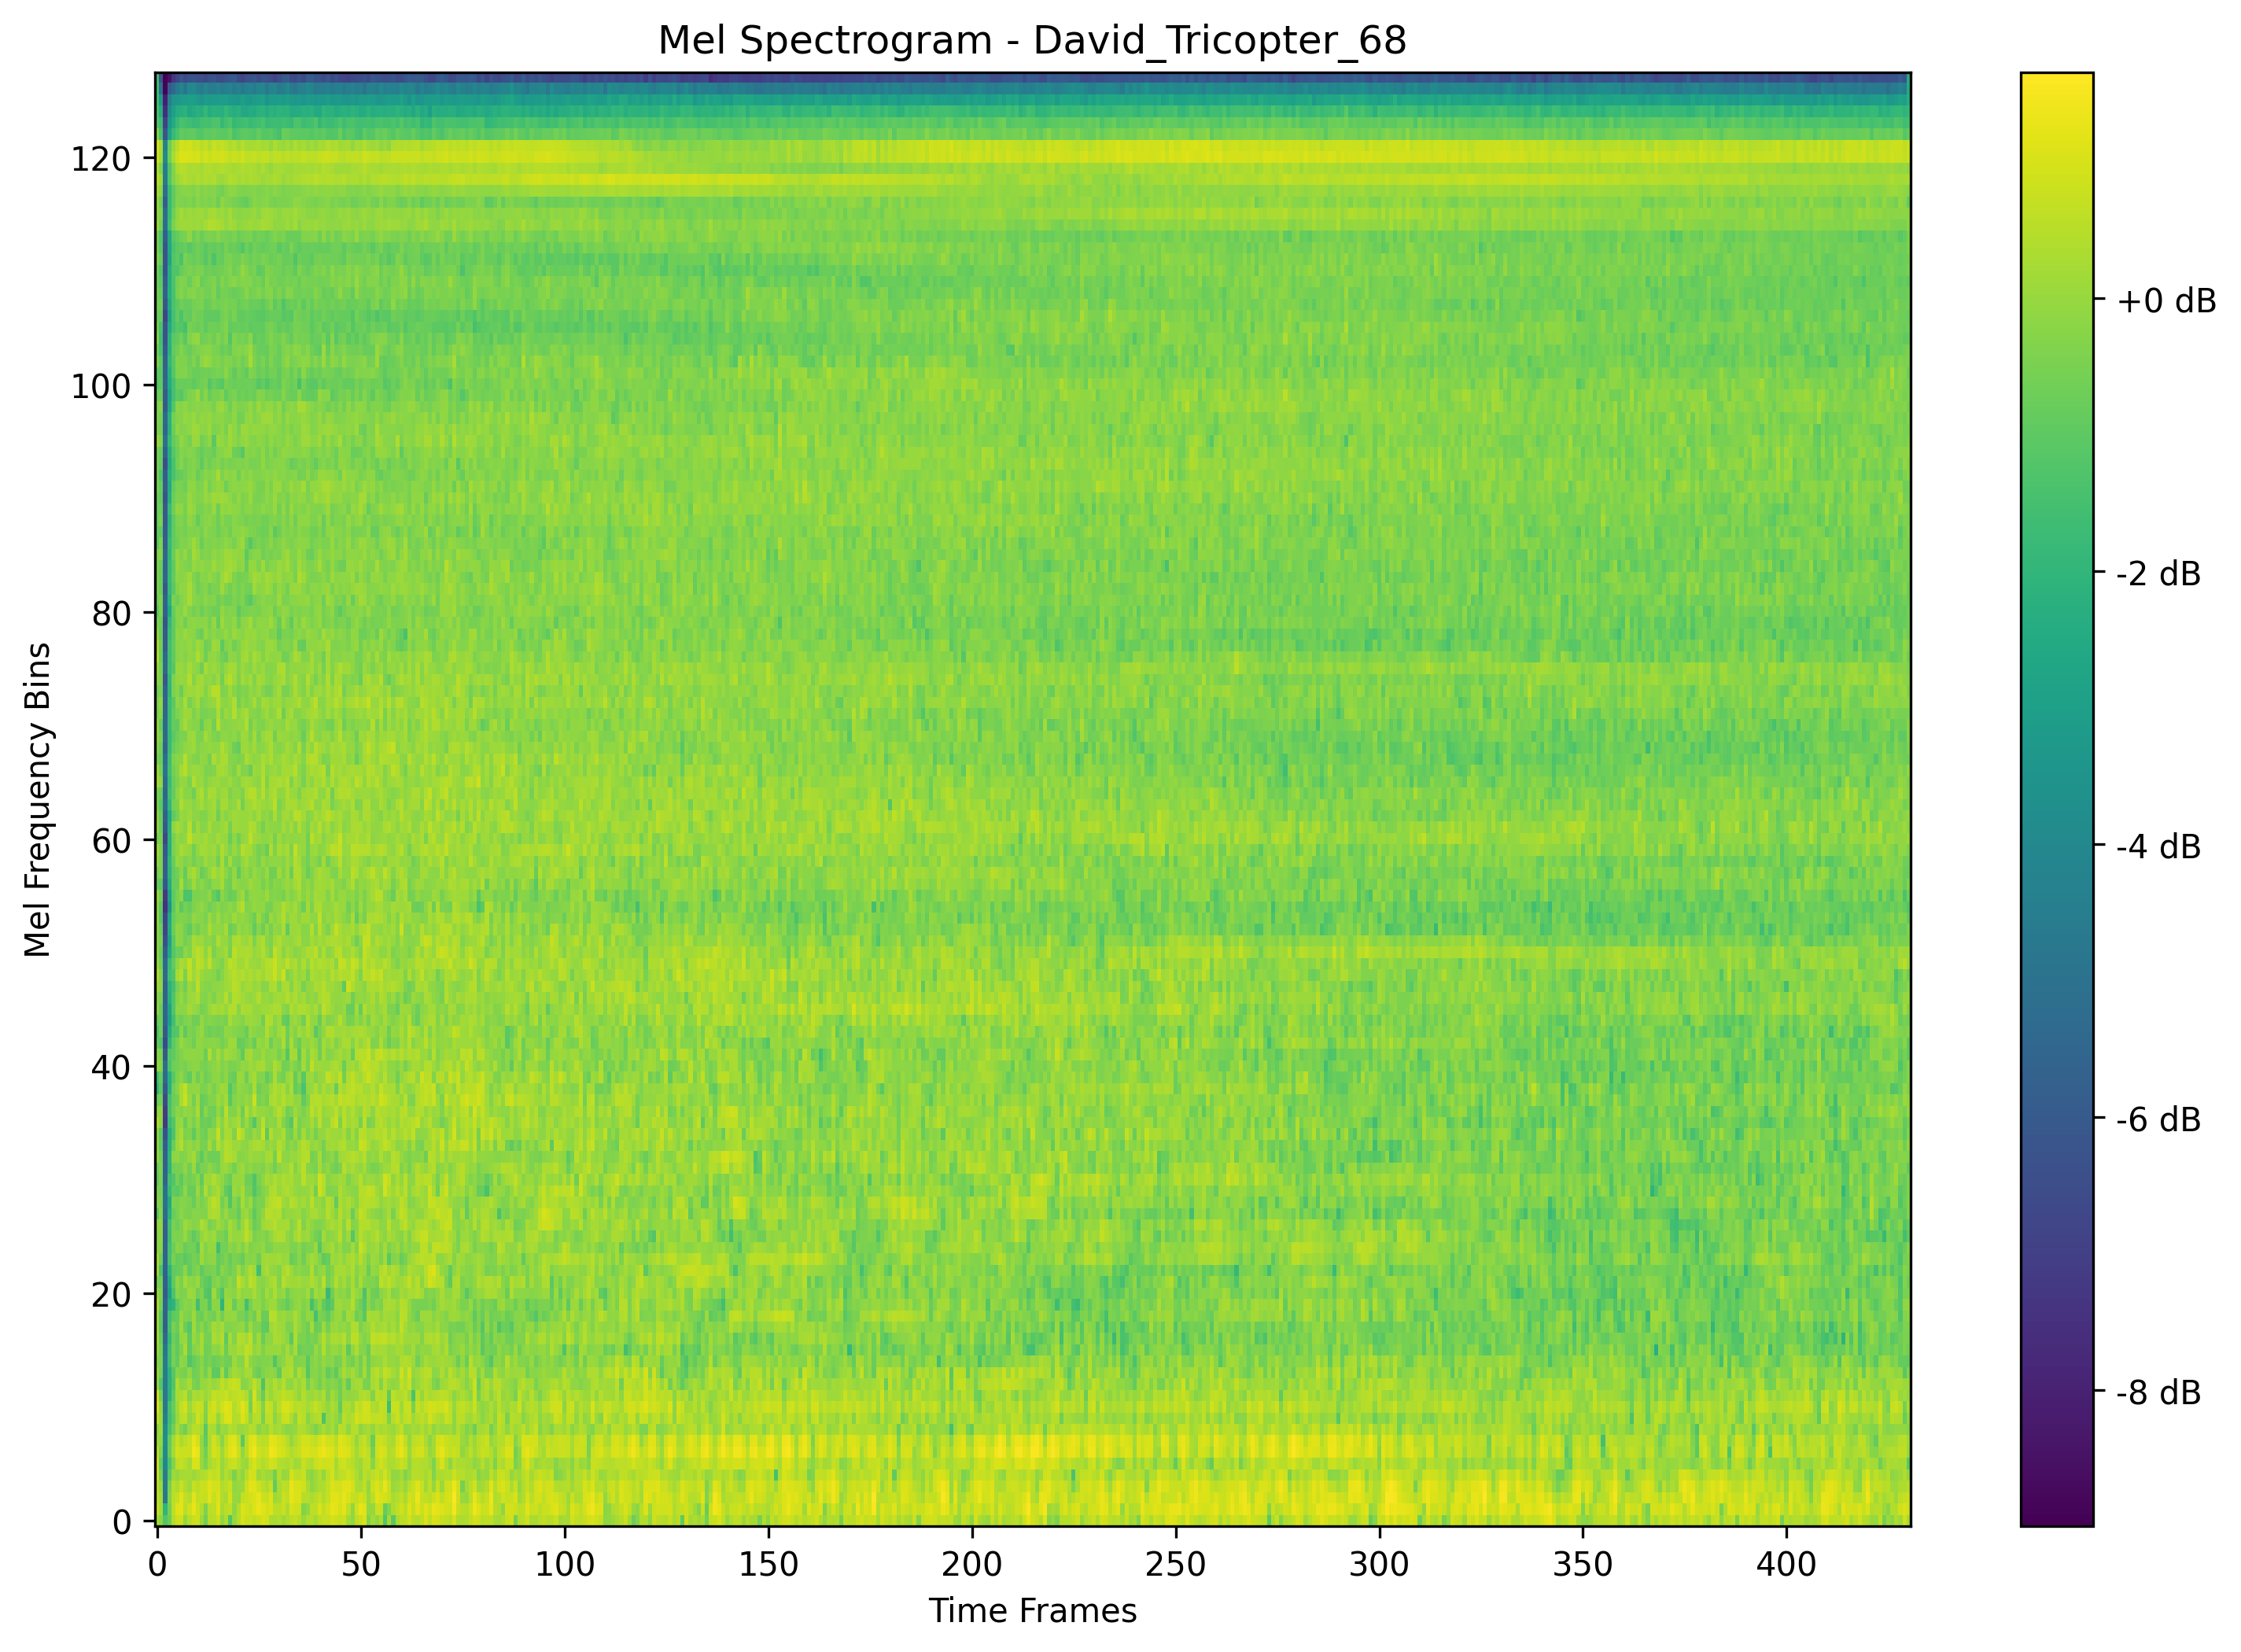 Mel Spectrogram - David_Tricopter_68
Mel Frequency Bins
120
100
80
60
40
20
0
0 50 100 150 200 250 300 350 400
Time Frames
+0 dB
-2 dB
-4 dB
-6 dB
-8 dB